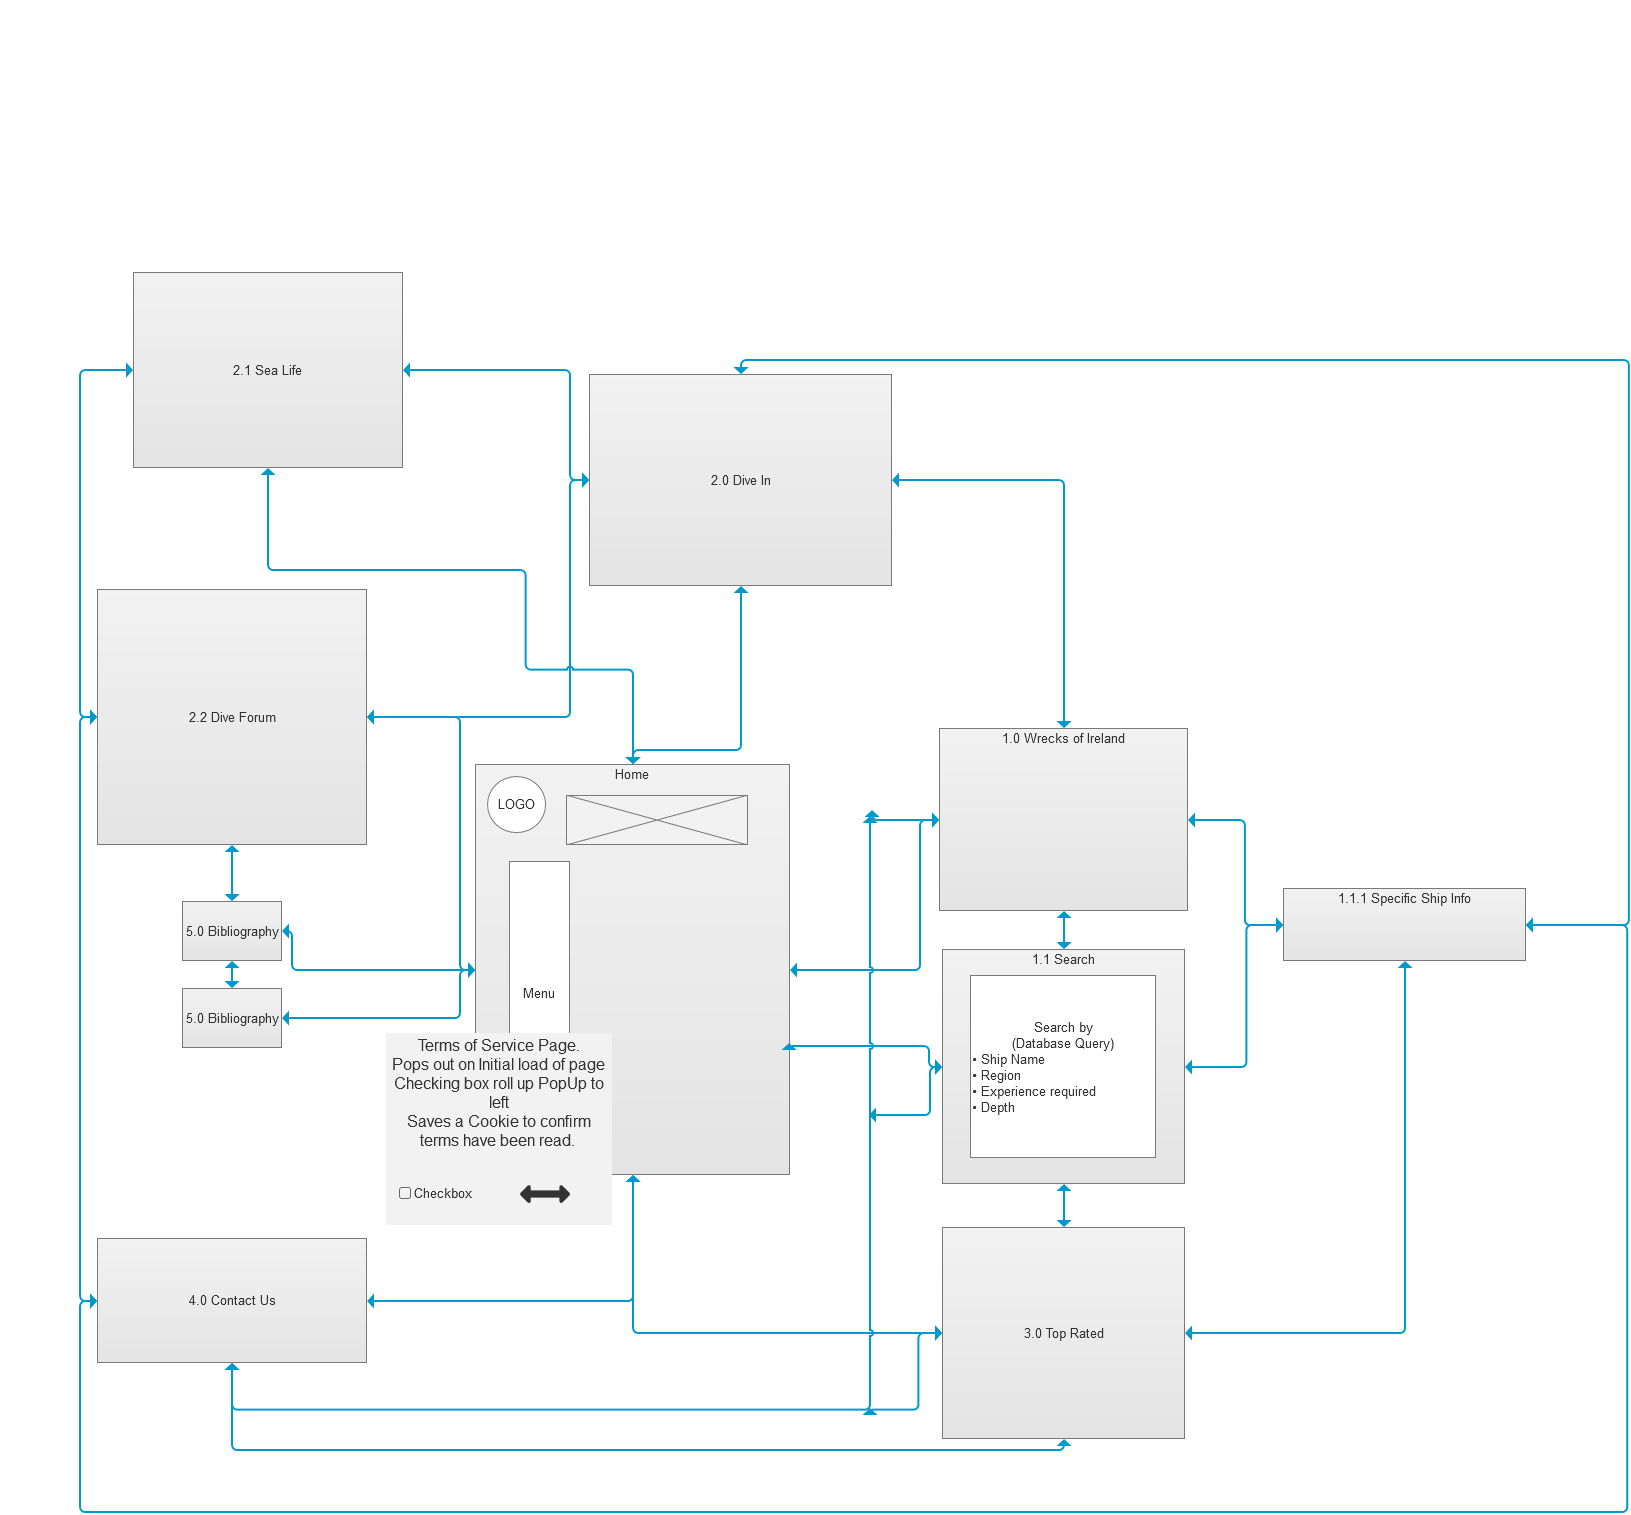 2.1 Sea Life
2.0 Dive In
2.2 Dive Forum
1.0 Wrecks of Ireland
Home
LOGO
Menu
1.1.1 Specific Ship Info
5.0 Bibliography
5.0 Bibliography
1.1 Search
Search by
(Database Query)
• Ship Name
• Region
• Experience required
• Depth
Terms of Service Page.
Pops out on Initial load of page
Checking box roll up PopUp to
left
Saves a Cookie to confirm
terms have been read.
Checkbox
4.0 Contact Us
3.0 Top Rated